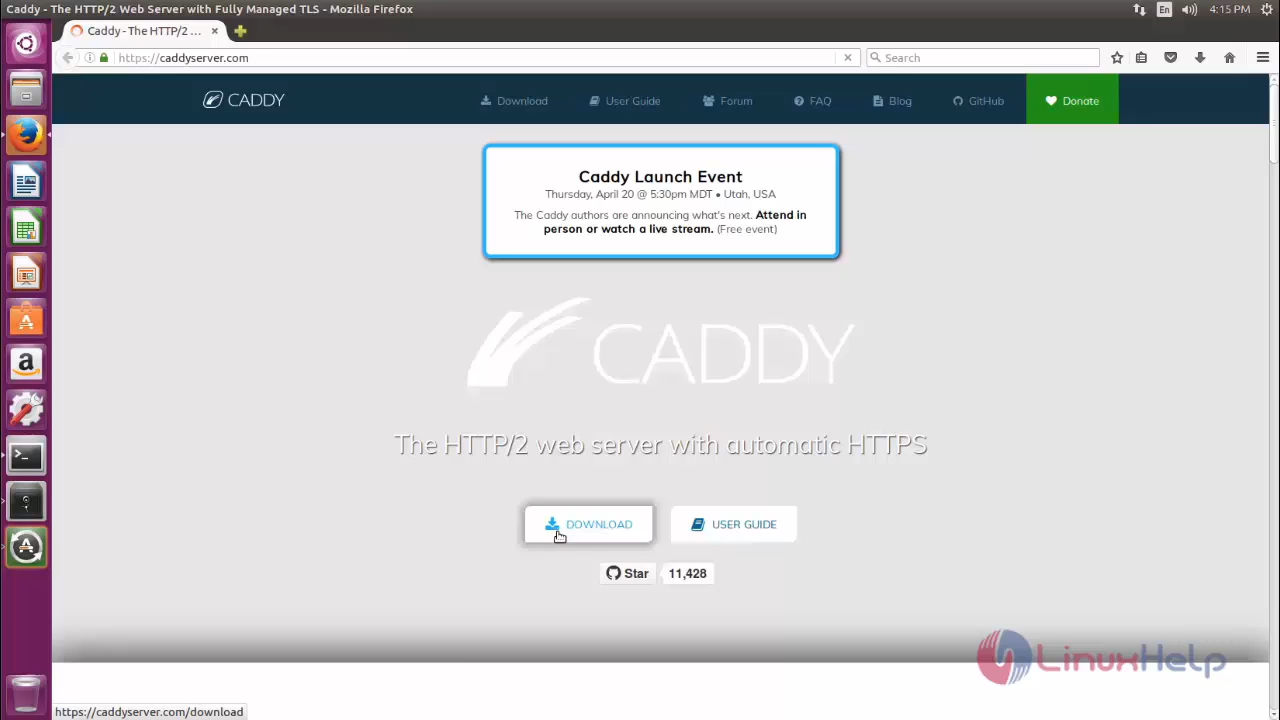 Caddy - The HTTP/2 Web Server with Fully Managed TLS - Mozilla Firefox
En
4:15 PM
Caddy - The HTTP/2 ...
https://caddyserver.com
Search
CADDY
Download
User Guide
Forum
FAQ
Blog
GitHub
Donate
Caddy Launch Event
Thursday, April 20 @ 5:30pm MDT • Utah, USA
The Caddy authors are announcing what's next. Attend in
person or watch a live stream. (Free event)
CADDY
The HTTP/2 web server with automatic HTTPS
DOWNLOAD
USER GUIDE
Star
11,428
LinuxHelp
https://caddyserver.com/download